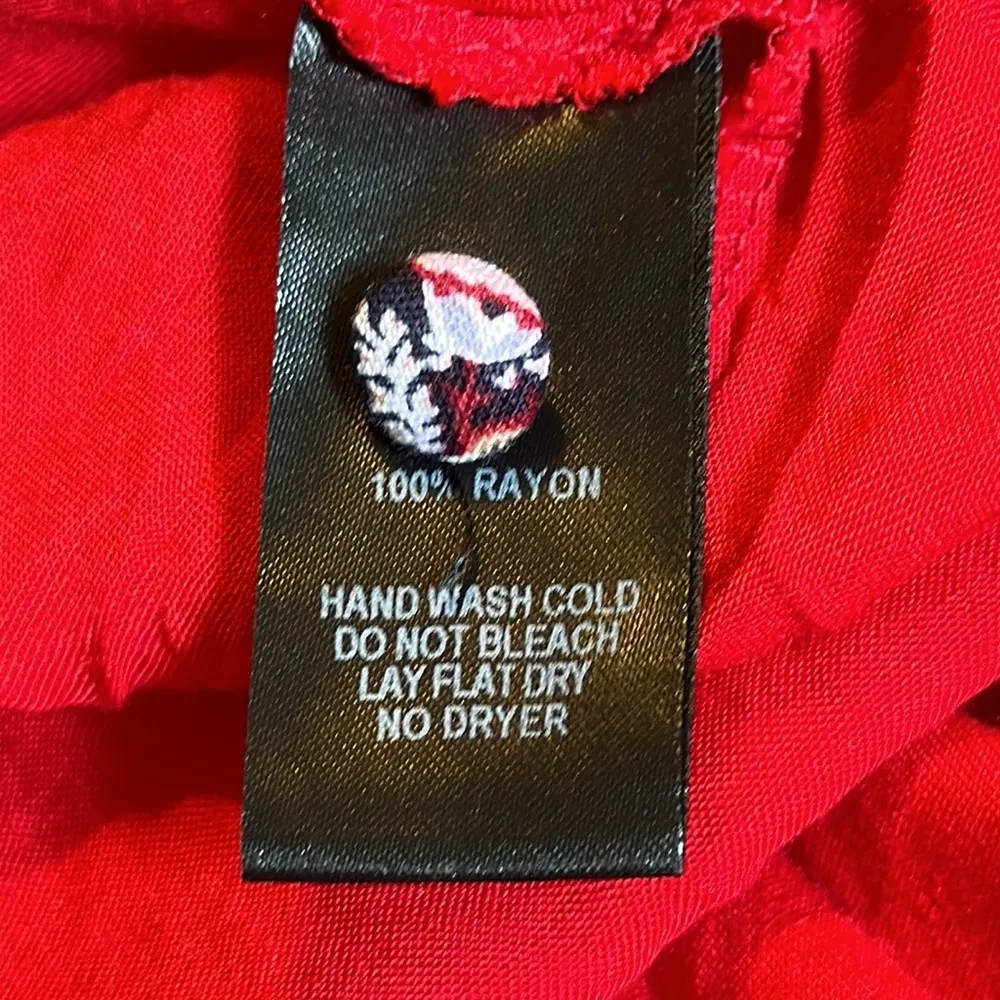 100% RAYON
HAND WASH COLD
DO NOT BLEACH
LAY FLAT DRY
NO DRYER